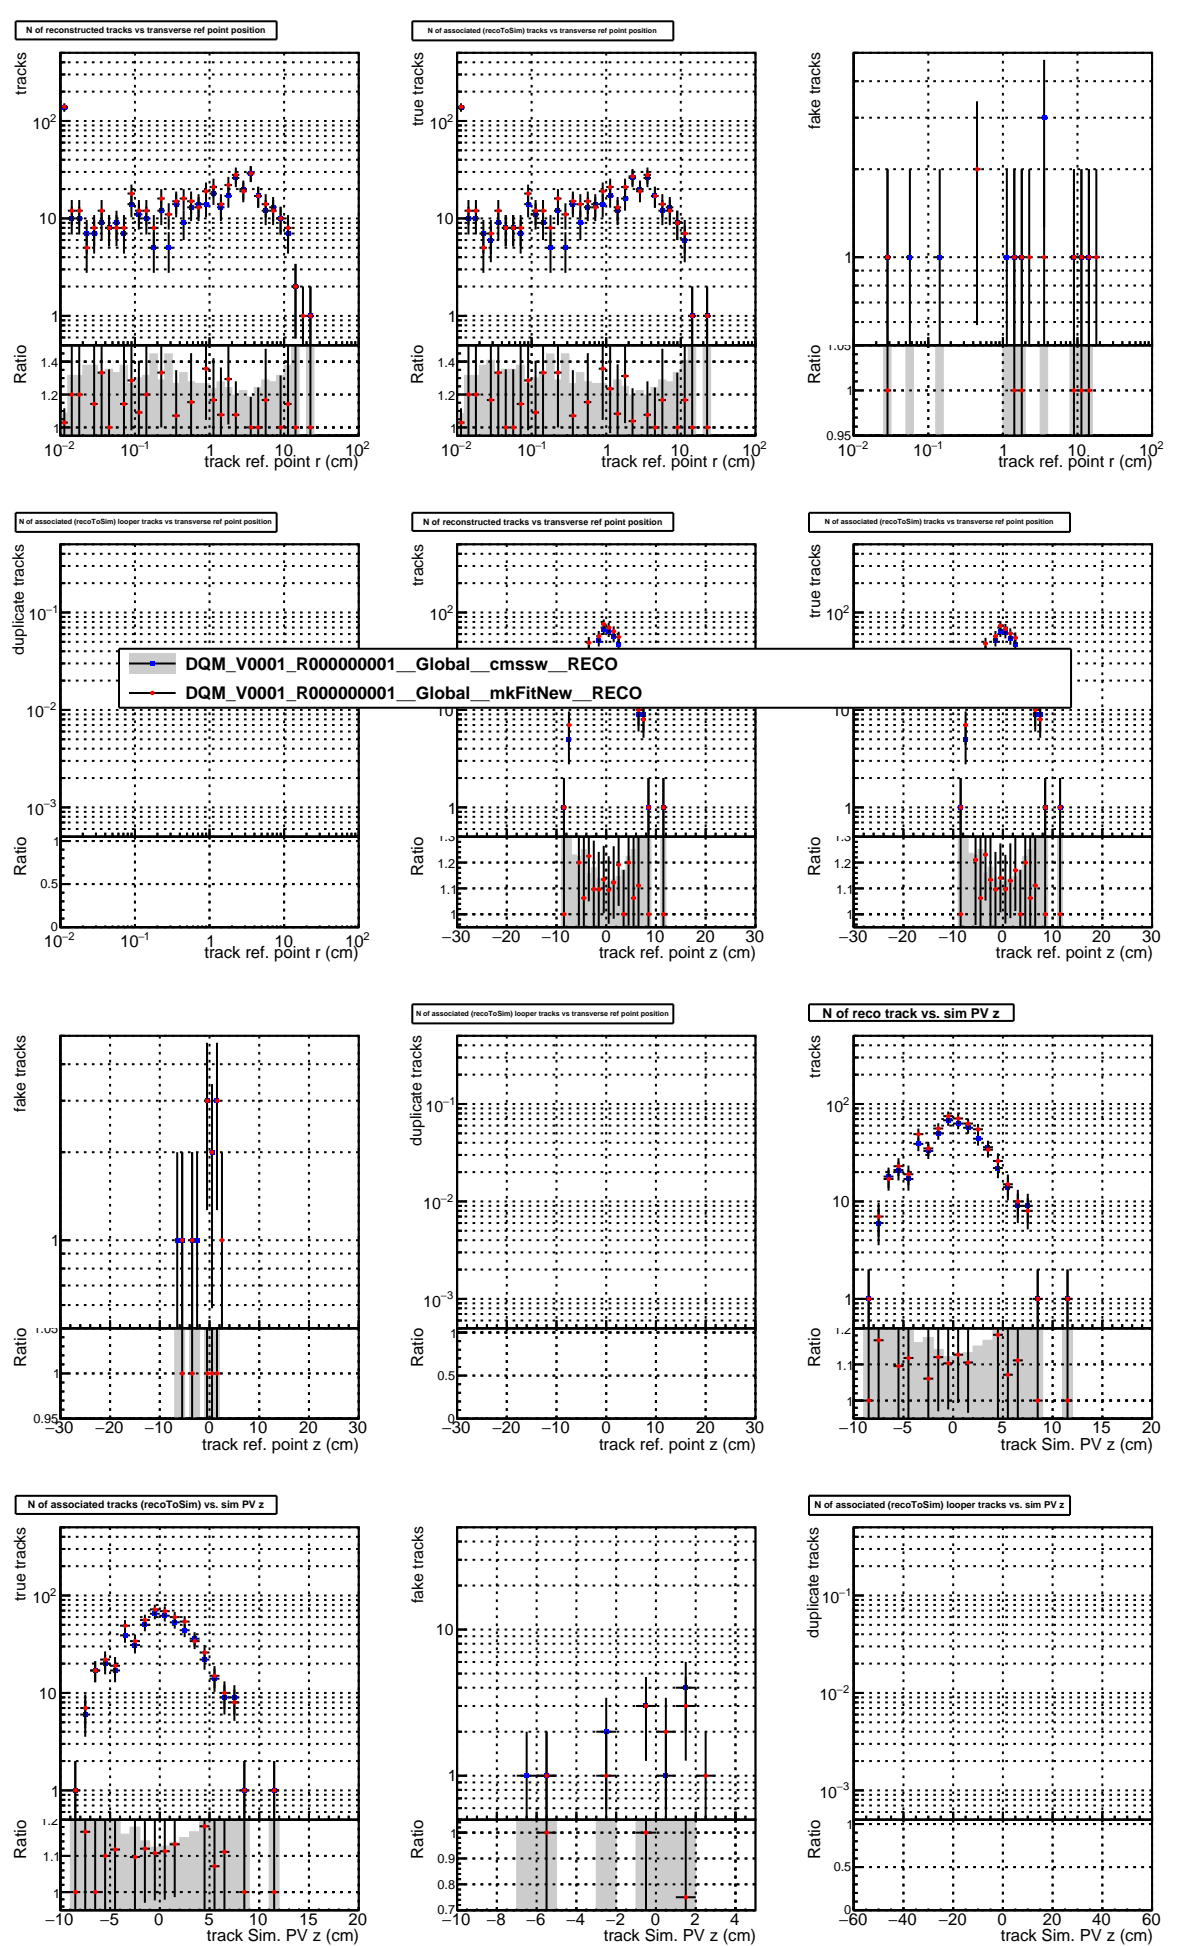 N of reconstructed tracks vs transverse ref point position
tracks
10²
10
1
Ratio
1.4
1.2
1
10⁻² 10⁻¹ 1 10 10²
track ref. point r (cm)
N of associated (recoToSim) tracks vs transverse ref point position
true tracks
10²
10
1
Ratio
1.4
1.2
1
10⁻² 10⁻¹ 1 10 10²
track ref. point r (cm)
fake tracks
1
Ratio
1.05
1
0.95
10⁻² 10⁻¹ 1 10 10²
track ref. point r (cm)
N of associated (recoToSim) looper tracks vs transverse ref point position
duplicate tracks
10⁻¹
10⁻²
10⁻³
Ratio
1
0.5
0
10⁻² 10⁻¹ 1 10 10²
track ref. point r (cm)
N of reconstructed tracks vs transverse ref point position
tracks
10²
10
1
Ratio
1.3
1.2
1.1
1
−30 −20 −10 0 10 20 30
track ref. point z (cm)
N of associated (recoToSim) tracks vs transverse ref point position
true tracks
10²
10
1
Ratio
1.3
1.2
1.1
1
−30 −20 −10 0 10 20 30
track ref. point z (cm)
DQM_V0001_R000000001__Global__cmssw__RECO
DQM_V0001_R000000001__Global__mkFitNew__RECO
fake tracks
1
Ratio
1.05
1
0.95
−30 −20 −10 0 10 20 30
track ref. point z (cm)
N of associated (recoToSim) looper tracks vs transverse ref point position
duplicate tracks
10⁻¹
10⁻²
10⁻³
Ratio
1
0.5
0
−30 −20 −10 0 10 20 30
track ref. point z (cm)
N of reco track vs. sim PV z
tracks
10²
10
1
Ratio
1.2
1.1
1
−10 −5 0 5 10 15 20
track Sim. PV z (cm)
N of associated tracks (recoToSim) vs. sim PV z
true tracks
10²
10
1
Ratio
1.2
1.1
1
−10 −5 0 5 10 15 20
track Sim. PV z (cm)
fake tracks
10
1
Ratio
1
0.9
0.8
0.7
−10 −8 −6 −4 −2 0 2 4
track Sim. PV z (cm)
N of associated (recoToSim) looper tracks vs. sim PV z
duplicate tracks
10⁻¹
10⁻²
10⁻³
Ratio
1
0.5
0
−60 −40 −20 0 20 40 60
track Sim. PV z (cm)